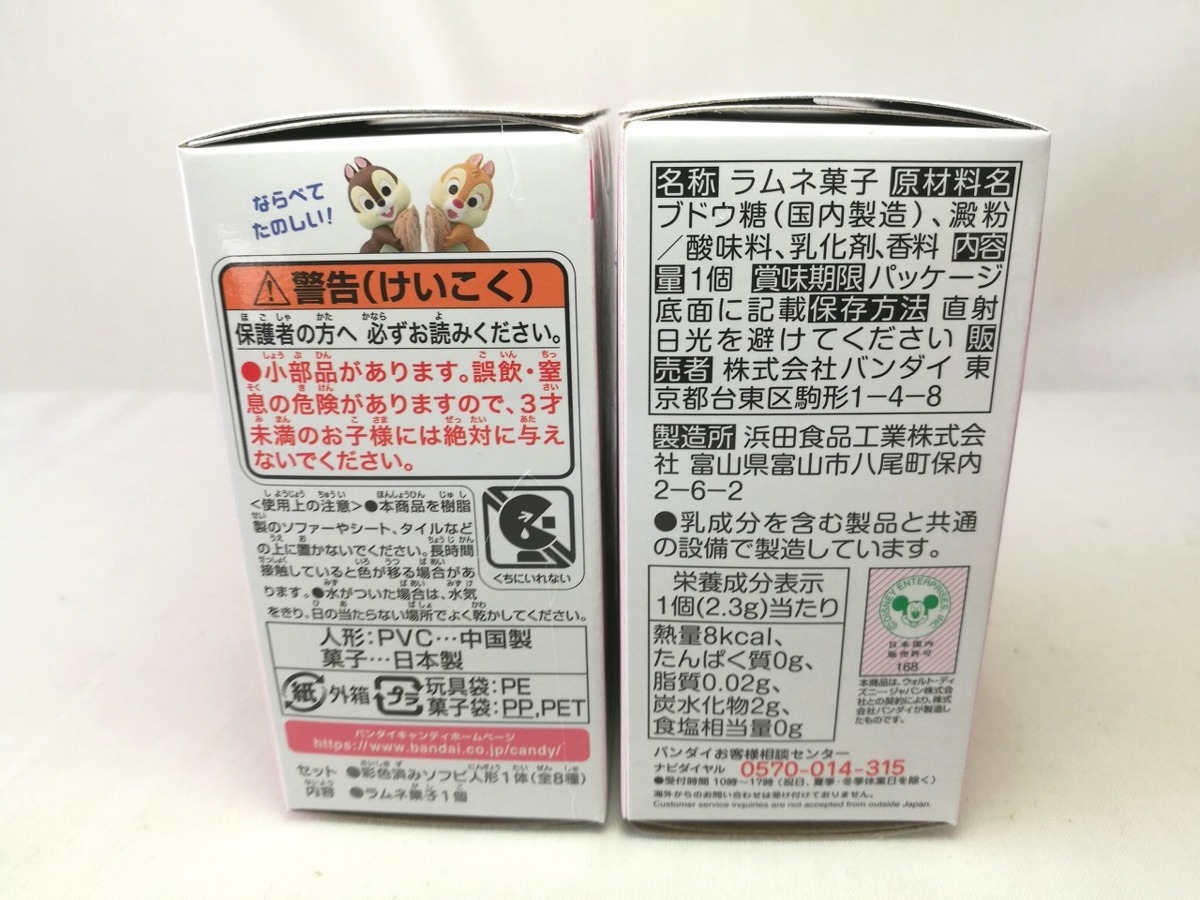 ならべて
たのしい!
警告(けいこく)
保護者の方へ 必ずお読みください。
●小部品があります。誤飲・窒
息の危険がありますので、3才
未満のお子様には絶対に与え
ないでください。
<使用上の注意>●本商品を樹脂
製のソファーやシート、タイルなど
の上に置かないでください。長時間
接触していると色が移る場合があ
ります。●水がついた場合は、水気
をきり、日の当たらない場所でよく乾かしてください。
くちにいれない
人形:PVC…中国製
菓子…日本製
紙 外箱 プラ 玩具袋:PE
菓子袋:PP,PET
バンダイキャンディホームページ
https://www.bandai.co.jp/candy/
セット ●彩色済みソフビ人形1体(全8種)
内容 ●ラムネ菓子1個
名称 ラムネ菓子 原材料名
ブドウ糖(国内製造)、澱粉
/酸味料、乳化剤、香料 内容
量 1個 賞味期限 パッケージ
底面に記載 保存方法 直射
日光を避けてください 販
売者 株式会社バンダイ 東
京都台東区駒形1-4-8
製造所 浜田食品工業株式会
社 富山県富山市八尾町保内
2-6-2
●乳成分を含む製品と共通
の設備で製造しています。
栄養成分表示
1個(2.3g)当たり
熱量8kcal、
たんぱく質0g、
脂質0.02g、
炭水化物2g、
食塩相当量0g
©DISNEY ENTERPRISES, INC.
日本国内
販売許可
168
本商品は、ウォルト・ディ
ズニー・ジャパン株式会
社との契約により、株式
会社バンダイが製造し
たものです。
バンダイお客様相談センター
ナビダイヤル 0570-014-315
●受付時間 10時~17時(祝日、夏季・冬季休業日を除く)
海外からのお問い合わせは受け付けておりません。
Customer service inquiries are not accepted from outside Japan.